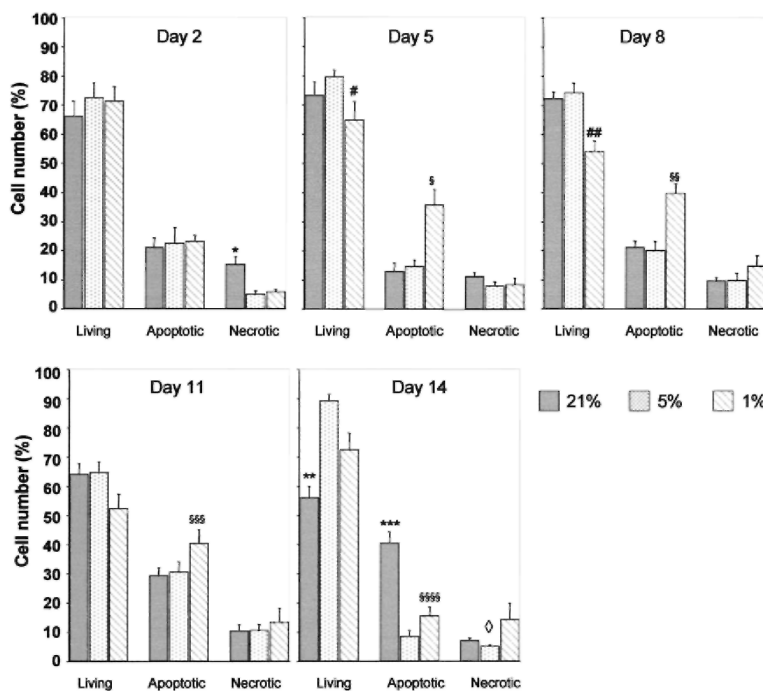 Cell number (%)
100
90
80
70
60
50
40
30
20
10
0
Day 2
*
Living Apoptotic Necrotic
Day 5
#
§
Living Apoptotic Necrotic
Day 8
##
§§
Living Apoptotic Necrotic
Cell number (%)
100
90
80
70
60
50
40
30
20
10
0
Day 11
§§§
Living Apoptotic Necrotic
Day 14
**
***
§§§§
◊
Living Apoptotic Necrotic
21% 5% 1%